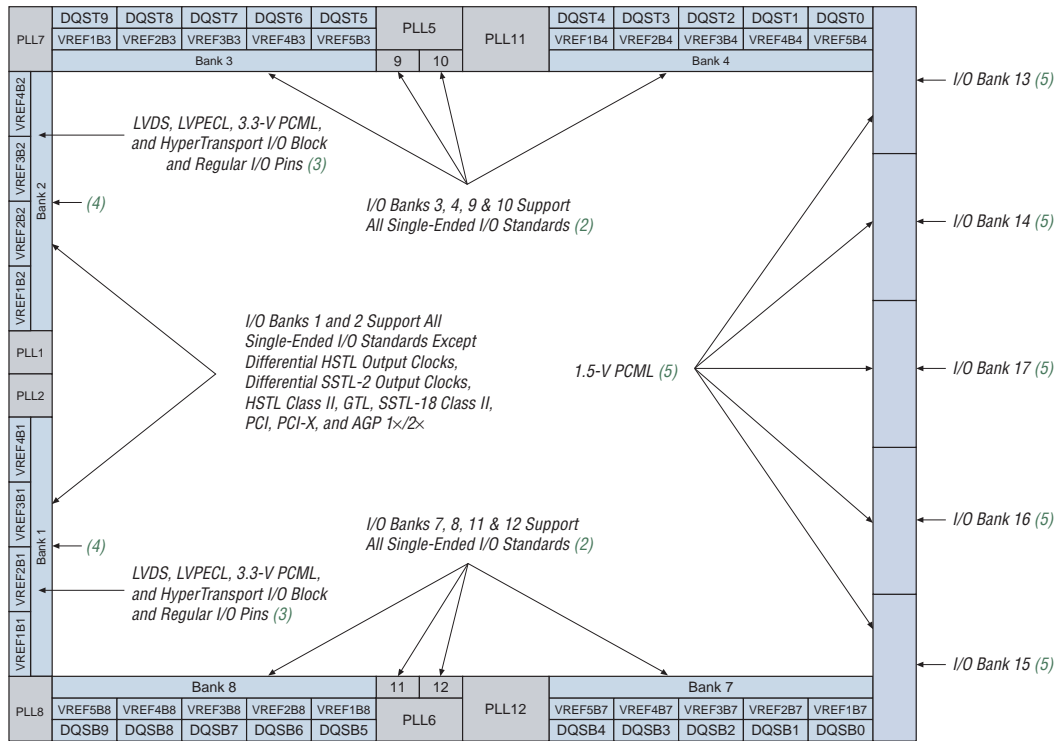 PLL7
DQST9 DQST8 DQST7 DQST6 DQST5
VREF1B3 VREF2B3 VREF3B3 VREF4B3 VREF5B3
Bank 3
PLL5
9 10
PLL11
DQST4 DQST3 DQST2 DQST1 DQST0
VREF1B4 VREF2B4 VREF3B4 VREF4B4 VREF5B4
Bank 4
VREF4B2
VREF3B2
VREF2B2
VREF1B2
Bank 2
LVDS, LVPECL, 3.3-V PCML,
and HyperTransport I/O Block
and Regular I/O Pins (3)
(4)
I/O Banks 3, 4, 9 & 10 Support
All Single-Ended I/O Standards (2)
I/O Bank 13 (5)
I/O Bank 14 (5)
PLL1
PLL2
I/O Banks 1 and 2 Support All
Single-Ended I/O Standards Except
Differential HSTL Output Clocks,
Differential SSTL-2 Output Clocks,
HSTL Class II, GTL, SSTL-18 Class II,
PCI, PCI-X, and AGP 1×/2×
1.5-V PCML (5)
I/O Bank 17 (5)
VREF4B1
VREF3B1
VREF2B1
VREF1B1
Bank 1
(4)
LVDS, LVPECL, 3.3-V PCML,
and HyperTransport I/O Block
and Regular I/O Pins (3)
I/O Banks 7, 8, 11 & 12 Support
All Single-Ended I/O Standards (2)
I/O Bank 16 (5)
I/O Bank 15 (5)
PLL8
Bank 8
VREF5B8 VREF4B8 VREF3B8 VREF2B8 VREF1B8
DQSB9 DQSB8 DQSB7 DQSB6 DQSB5
11 12
PLL6
PLL12
Bank 7
VREF5B7 VREF4B7 VREF3B7 VREF2B7 VREF1B7
DQSB4 DQSB3 DQSB2 DQSB1 DQSB0